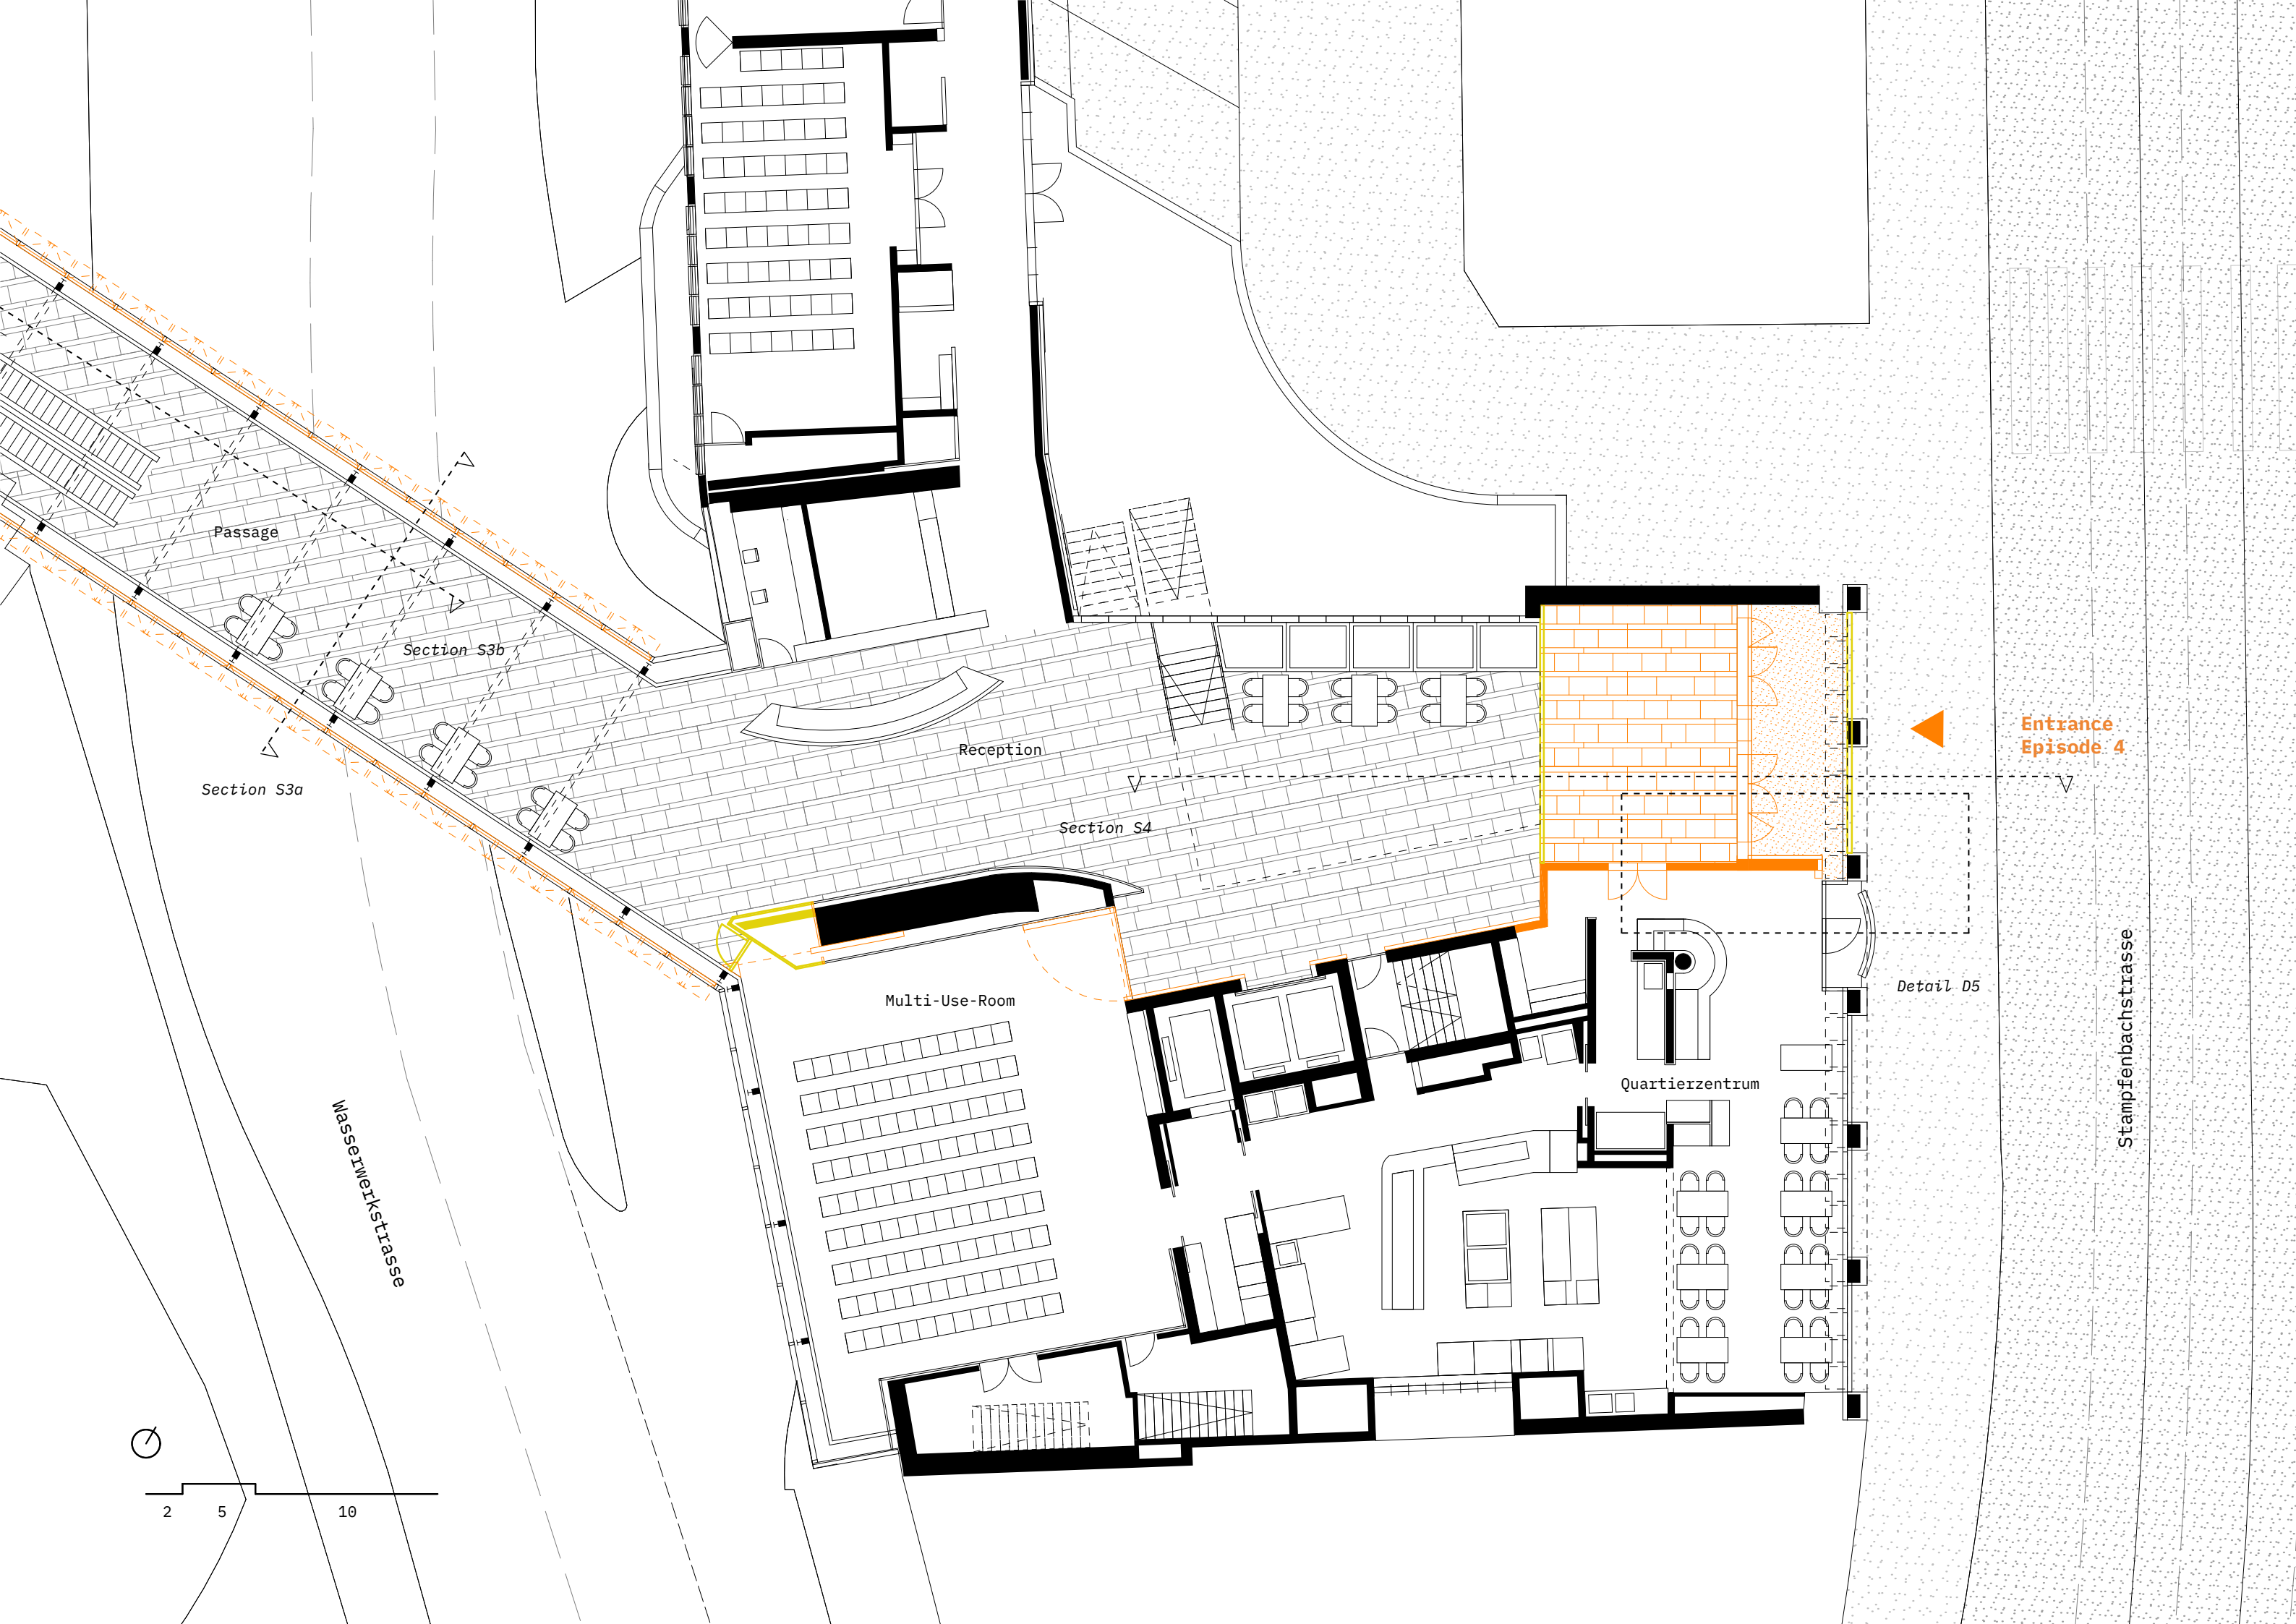 Passage
Section S3b
Section S3a
Reception
Section S4
Entrance
Episode 4
Multi-Use-Room
Detail D5
Quartierzentrum
Stampfenbachstrasse
Wasserwerkstrasse
2 5 10